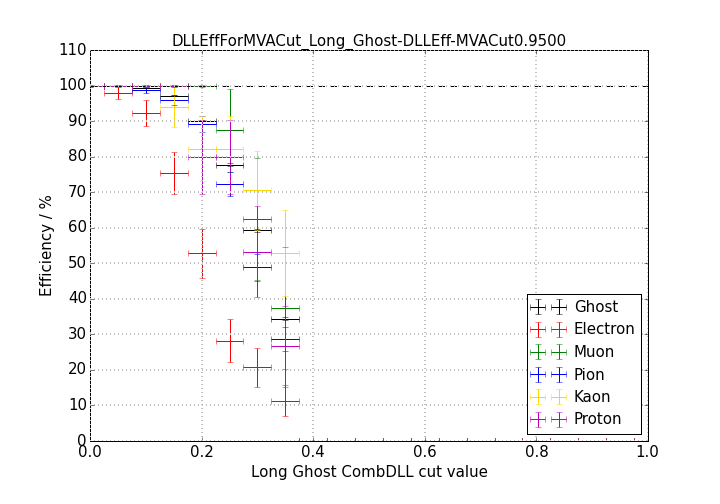 DLLEffForMVACut_Long_Ghost-DLLEff-MVACut0.9500
110
100
90
80
70
60
50
40
30
20
10
0
Efficiency / %
Ghost
Electron
Muon
Pion
Kaon
Proton
0.0 0.2 0.4 0.6 0.8 1.0
Long Ghost CombDLL cut value